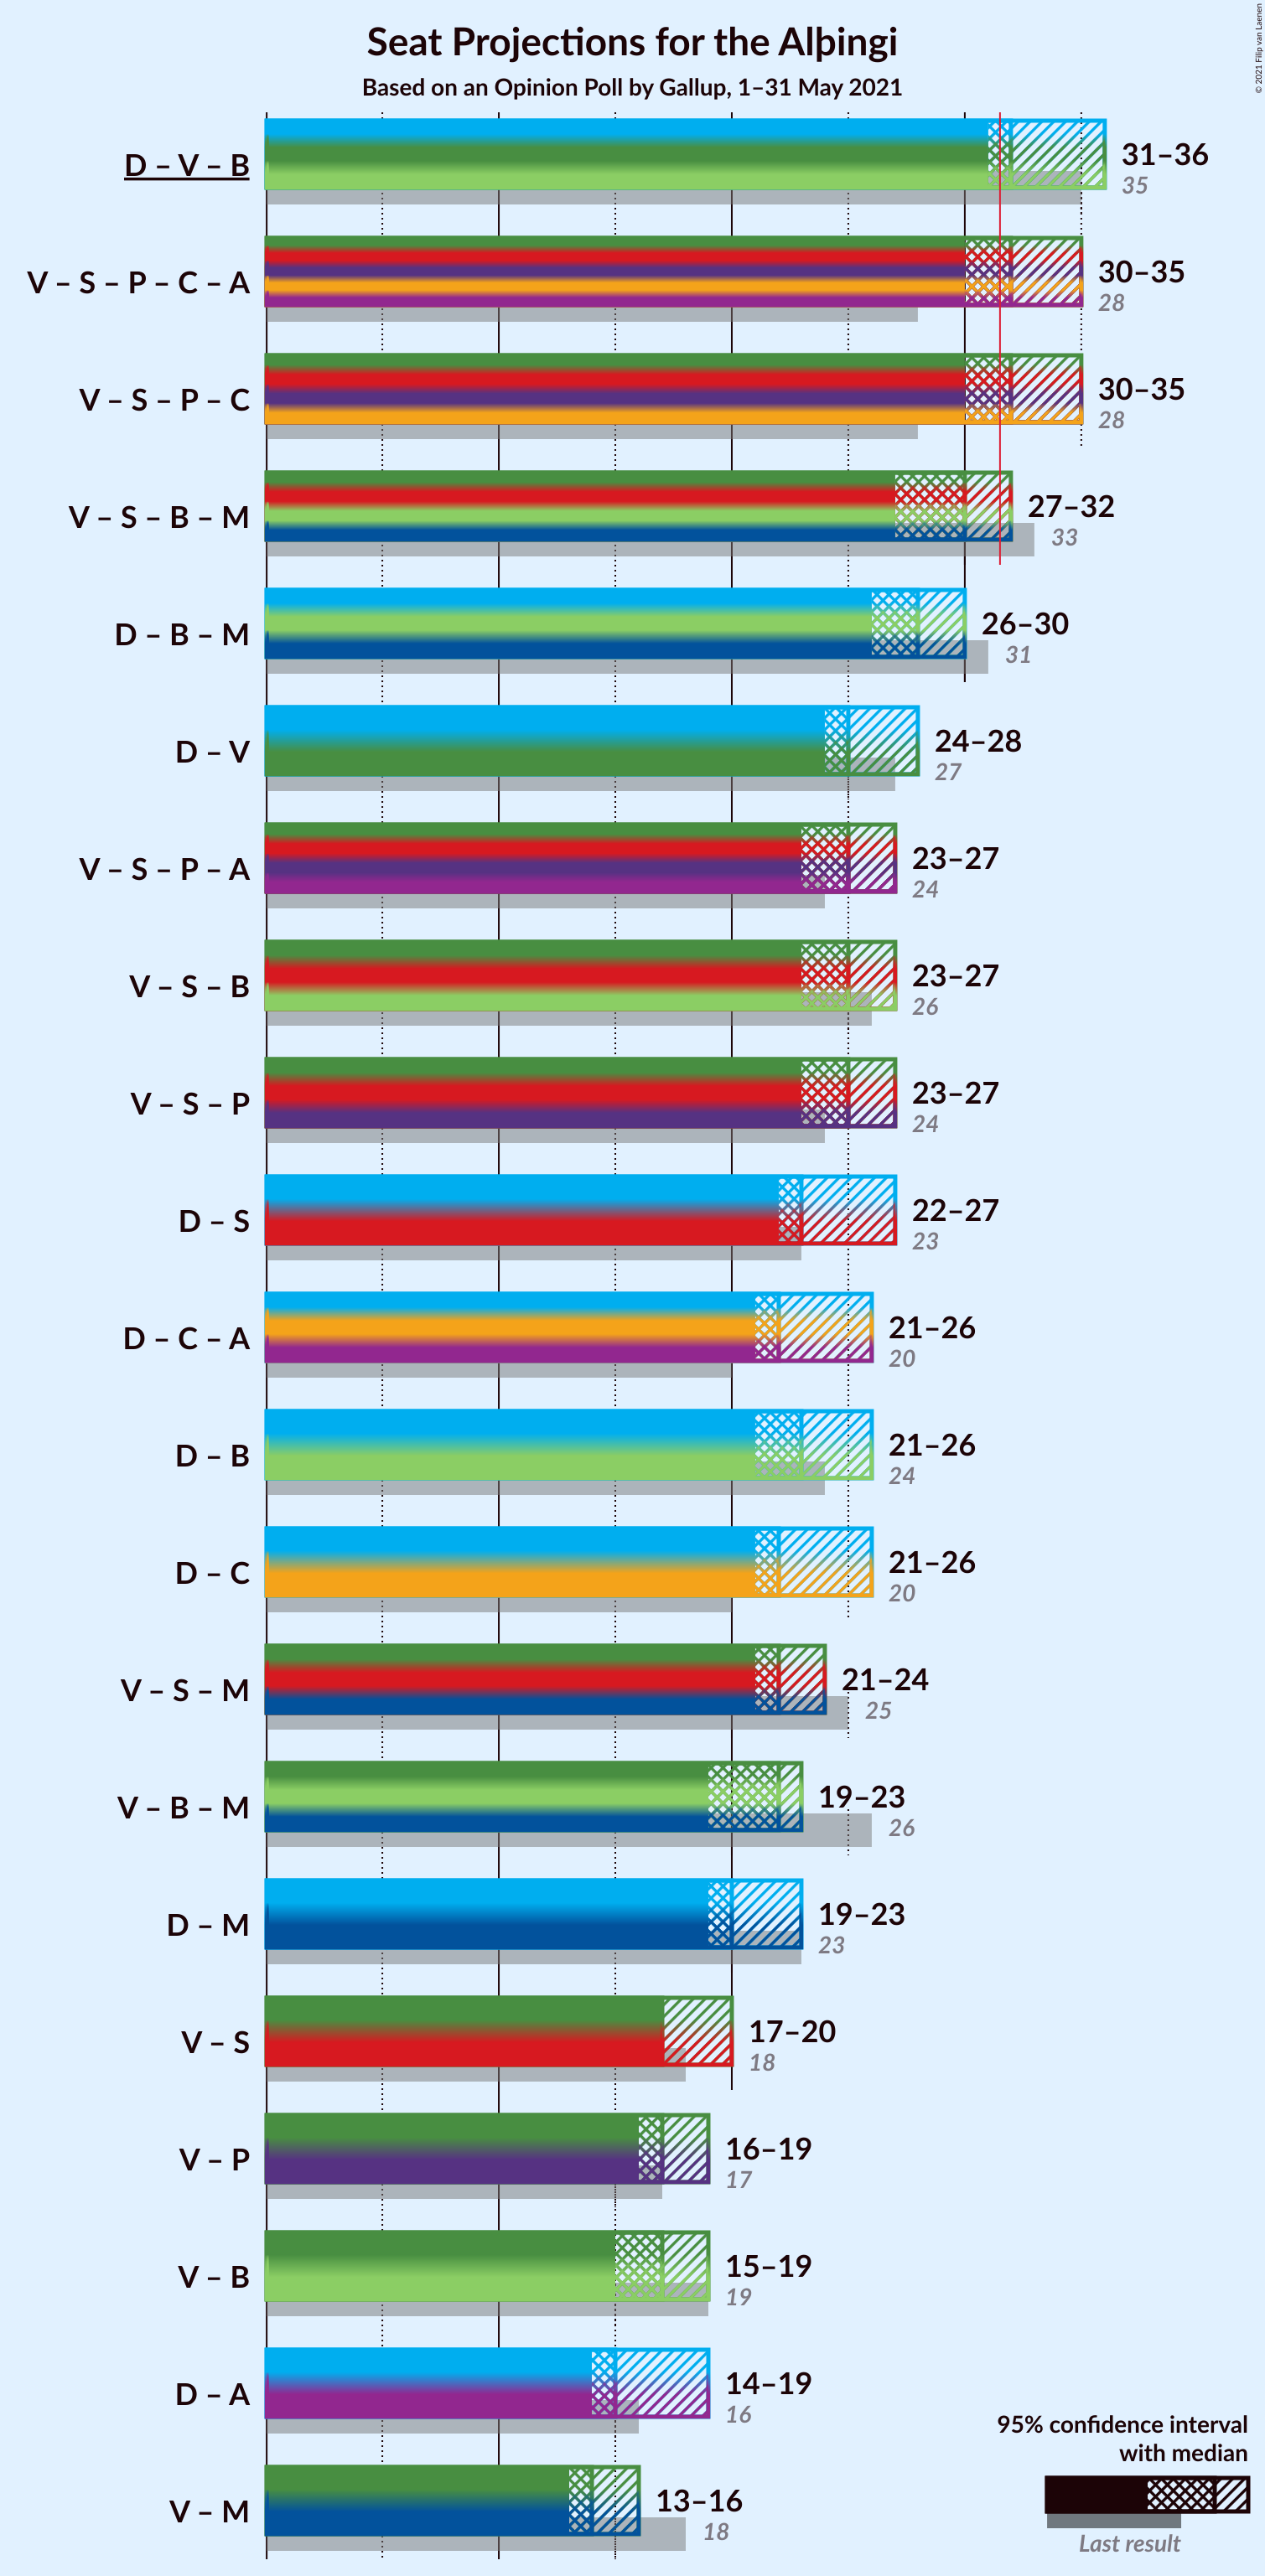 Seat Projections for the Alþingi
Based on an Opinion Poll by Gallup, 1–31 May 2021
© 2021 Filip van Laenen
D – V – B
31–36
35
V – S – P – C – A
30–35
28
V – S – P – C
30–35
28
V – S – B – M
27–32
33
D – B – M
26–30
31
D – V
24–28
27
V – S – P – A
23–27
24
V – S – B
23–27
26
V – S – P
23–27
24
D – S
22–27
23
D – C – A
21–26
20
D – B
21–26
24
D – C
21–26
20
V – S – M
21–24
25
V – B – M
19–23
26
D – M
19–23
23
V – S
17–20
18
V – P
16–19
17
V – B
15–19
19
D – A
14–19
16
V – M
13–16
18
95% confidence interval
with median
Last result